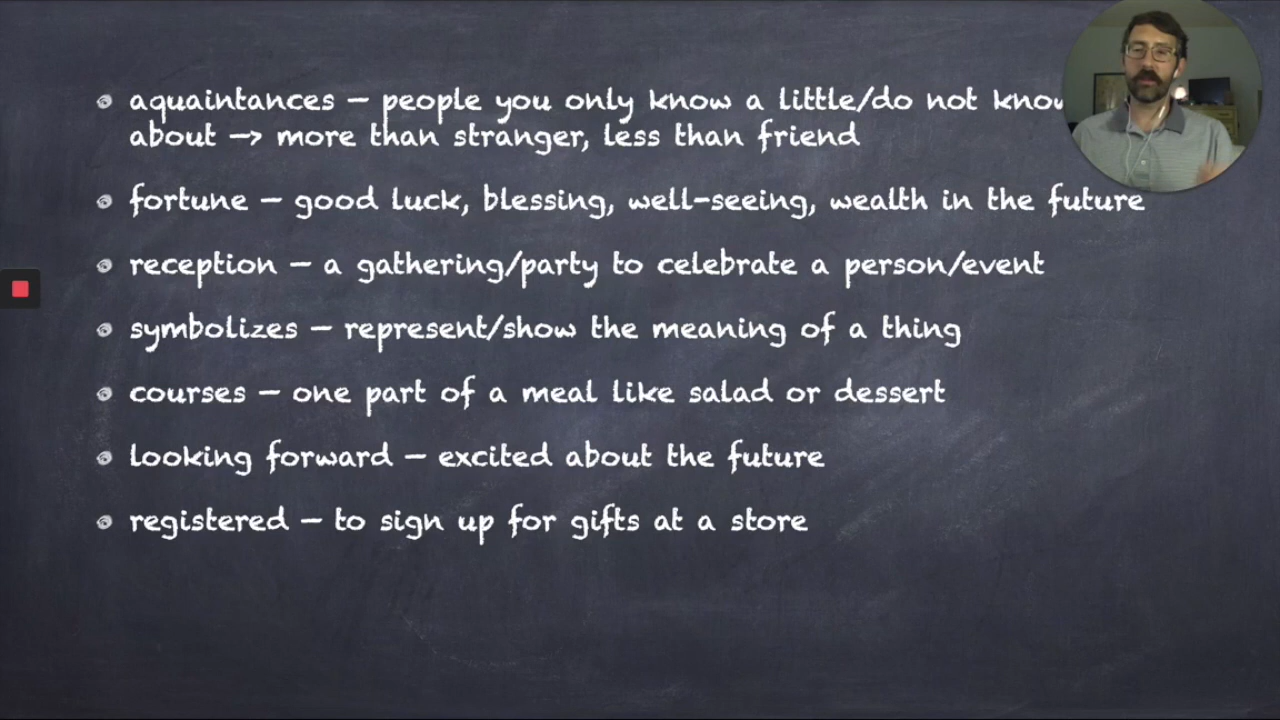 aquaintances – people you only know a little/do not know
about -> more than stranger, less than friend
fortune – good luck, blessing, well-seeing, wealth in the future
reception – a gathering/party to celebrate a person/event
symbolizes – represent/show the meaning of a thing
courses – one part of a meal like salad or dessert
looking forward – excited about the future
registered – to sign up for gifts at a store